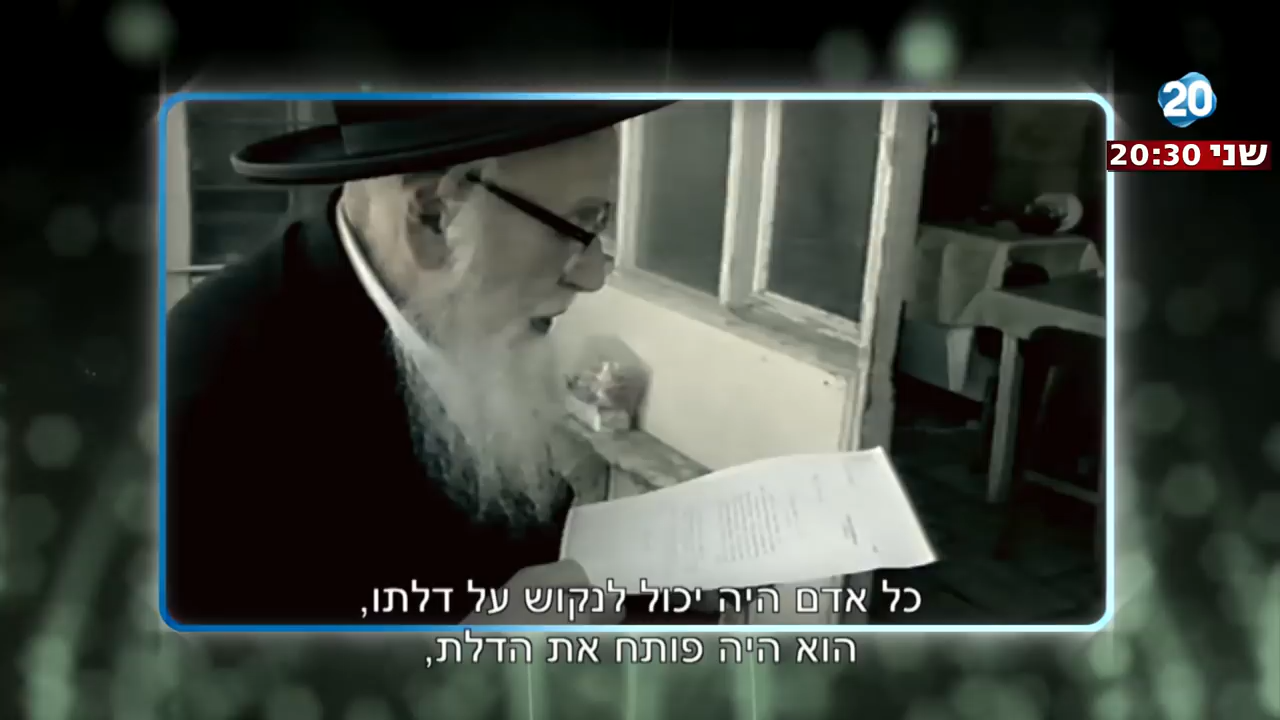 20
שני 20:30
כל אדם היה יכול לנקוש על דלתו,
הוא היה פותח את הדלת,